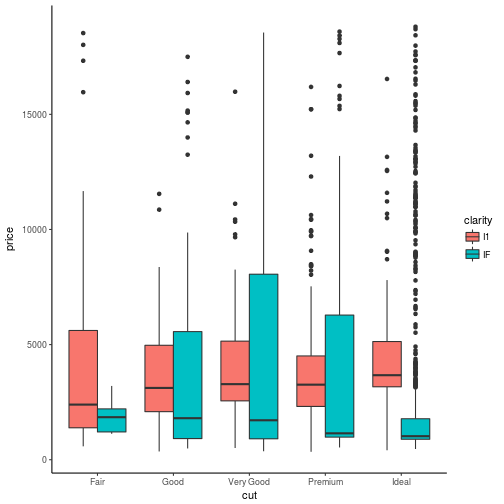 15000
10000
5000
0
price
Fair
Good
Very Good
Premium
Ideal
cut
clarity
I1
IF